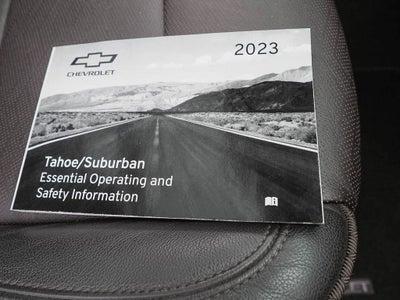 CHEVROLET
2023
Tahoe/Suburban
Essential Operating and
Safety Information